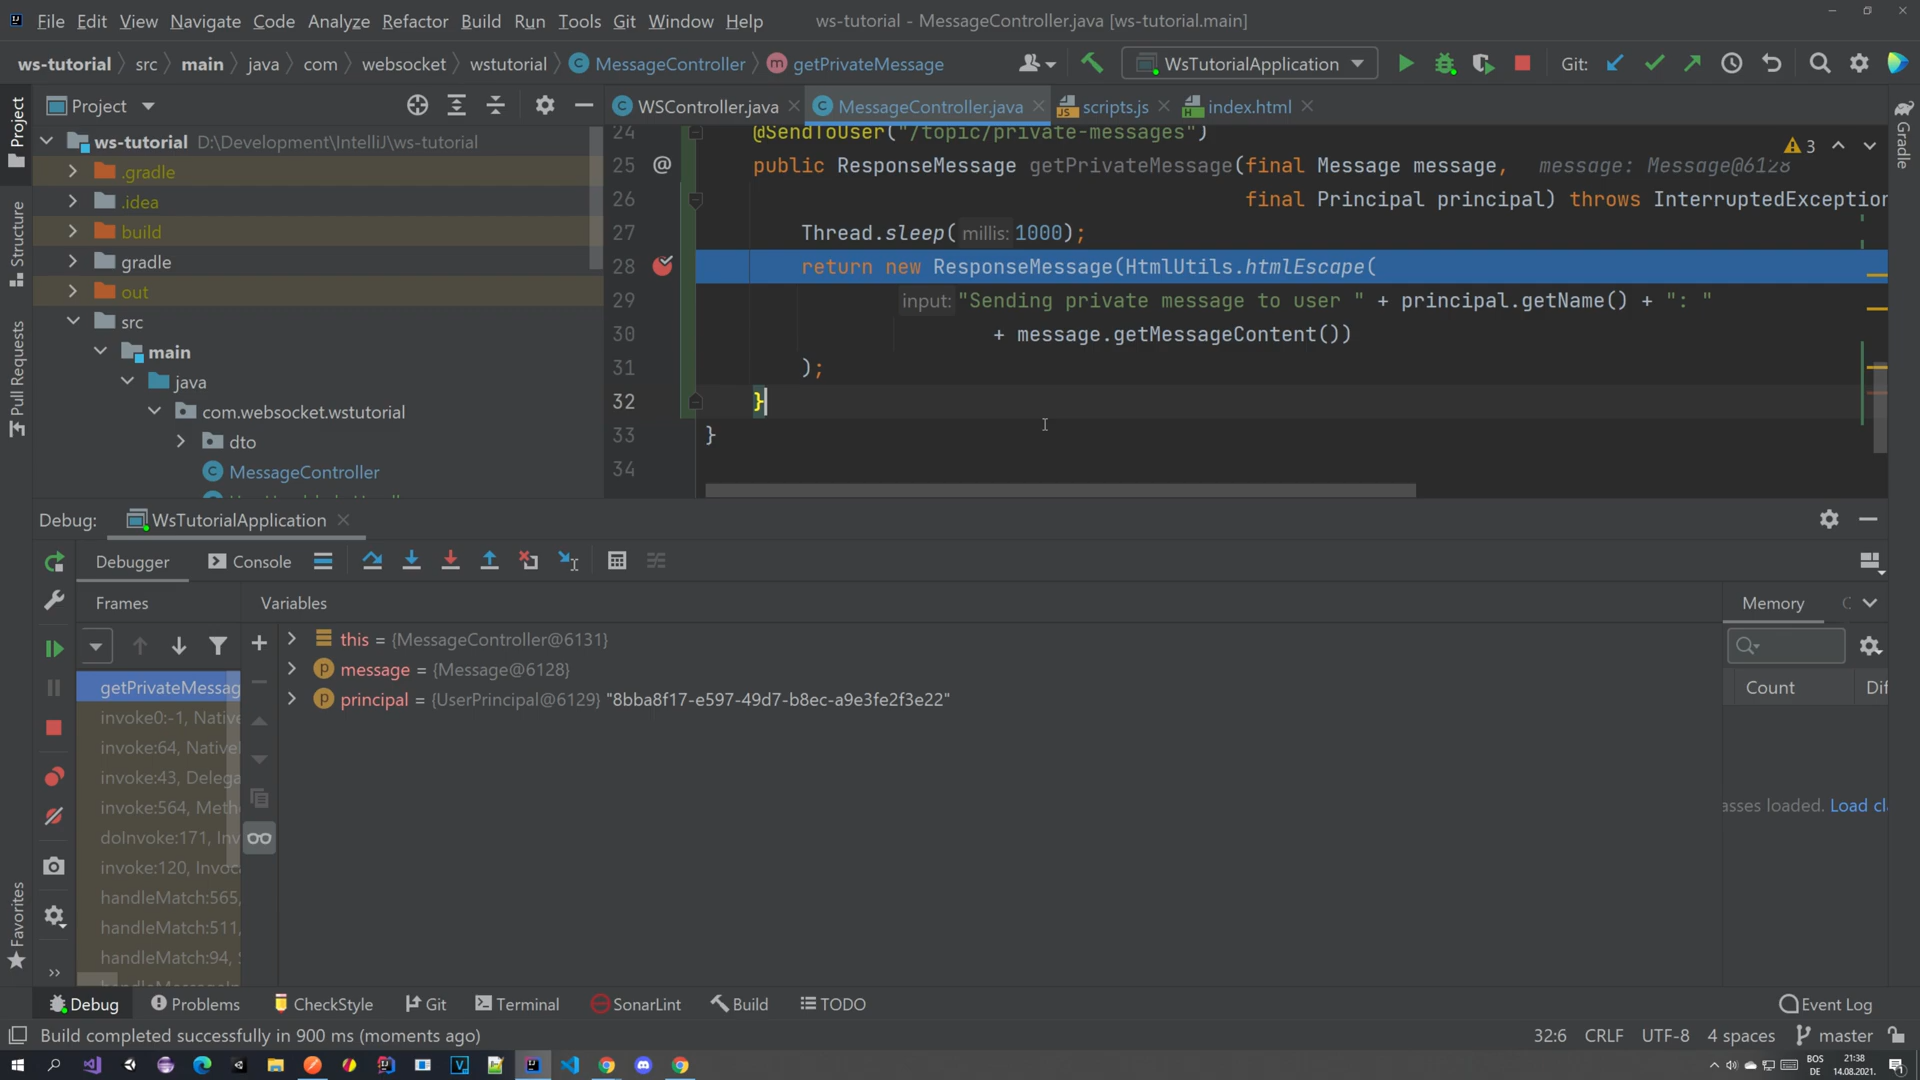 File Edit View Navigate Code Analyze Refactor Build Run Tools Git Window Help ws-tutorial - MessageController.java [ws-tutorial.main]
ws-tutorial src main java com websocket wstutorial MessageController getPrivateMessage WsTutorialApplication Git:
Project
WSController.java MessageController.java scripts.js index.html
Project
Structure
Pull Requests
Favorites
Gradle
ws-tutorial D:\Development\IntelliJ\ws-tutorial
.gradle
.idea
build
gradle
out
src
main
java
com.websocket.wstutorial
dto
MessageController
24 @SendToUser("/topic/private-messages")
3
25 @ public ResponseMessage getPrivateMessage(final Message message, message: Message@6128
26 final Principal principal) throws InterruptedException
27 Thread.sleep( millis: 1000);
28 return new ResponseMessage(HtmlUtils.htmlEscape(
29 input: "Sending private message to user " + principal.getName() + ": "
30 + message.getMessageContent())
31 );
32 }
33 }
34
Debug: WsTutorialApplication
Debugger Console
Frames Variables Memory
getPrivateMessag
invoke0:-1, Native
invoke:64, Native
invoke:43, Delega
invoke:564, Meth
doInvoke:171, Inv
invoke:120, Invoca
handleMatch:565,
handleMatch:511,
handleMatch:94, S
this = {MessageController@6131}
message = {Message@6128}
principal = {UserPrincipal@6129} "8bba8f17-e597-49d7-b8ec-a9e3fe2f3e22"
Count Dif
asses loaded. Load cl
Debug Problems CheckStyle Git Terminal SonarLint Build TODO Event Log
Build completed successfully in 900 ms (moments ago) 32:6 CRLF UTF-8 4 spaces master
BOS
DE
21:38
14.08.2021.